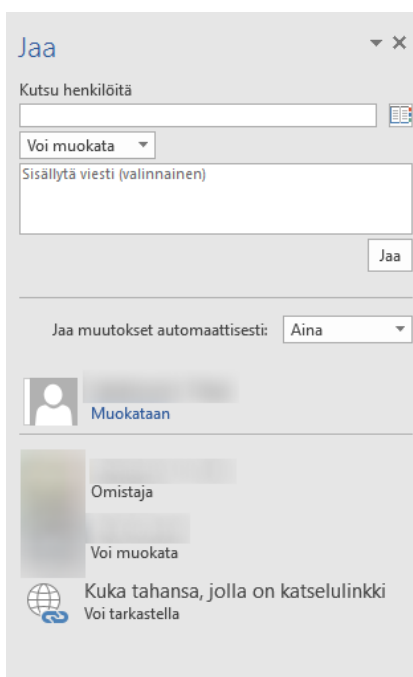 Jaa
Kutsu henkilöitä
Voi muokata
Sisällytä viesti (valinnainen)
Jaa
Jaa muutokset automaattisesti: Aina
Muokataan
Omistaja
Voi muokata
Kuka tahansa, jolla on katselulinkki
Voi tarkastella